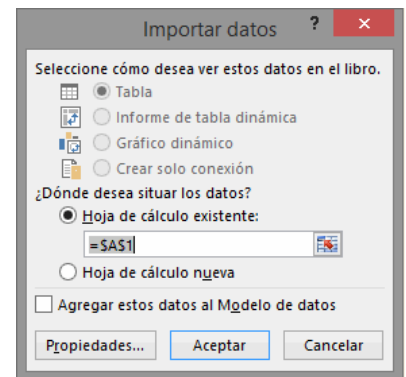 Importar datos ? ×
Seleccione cómo desea ver estos datos en el libro.
Tabla
Informe de tabla dinámica
Gráfico dinámico
Crear solo conexión
¿Dónde desea situar los datos?
Hoja de cálculo existente:
=$A$1
Hoja de cálculo nueva
Agregar estos datos al Modelo de datos
Propiedades... Aceptar Cancelar